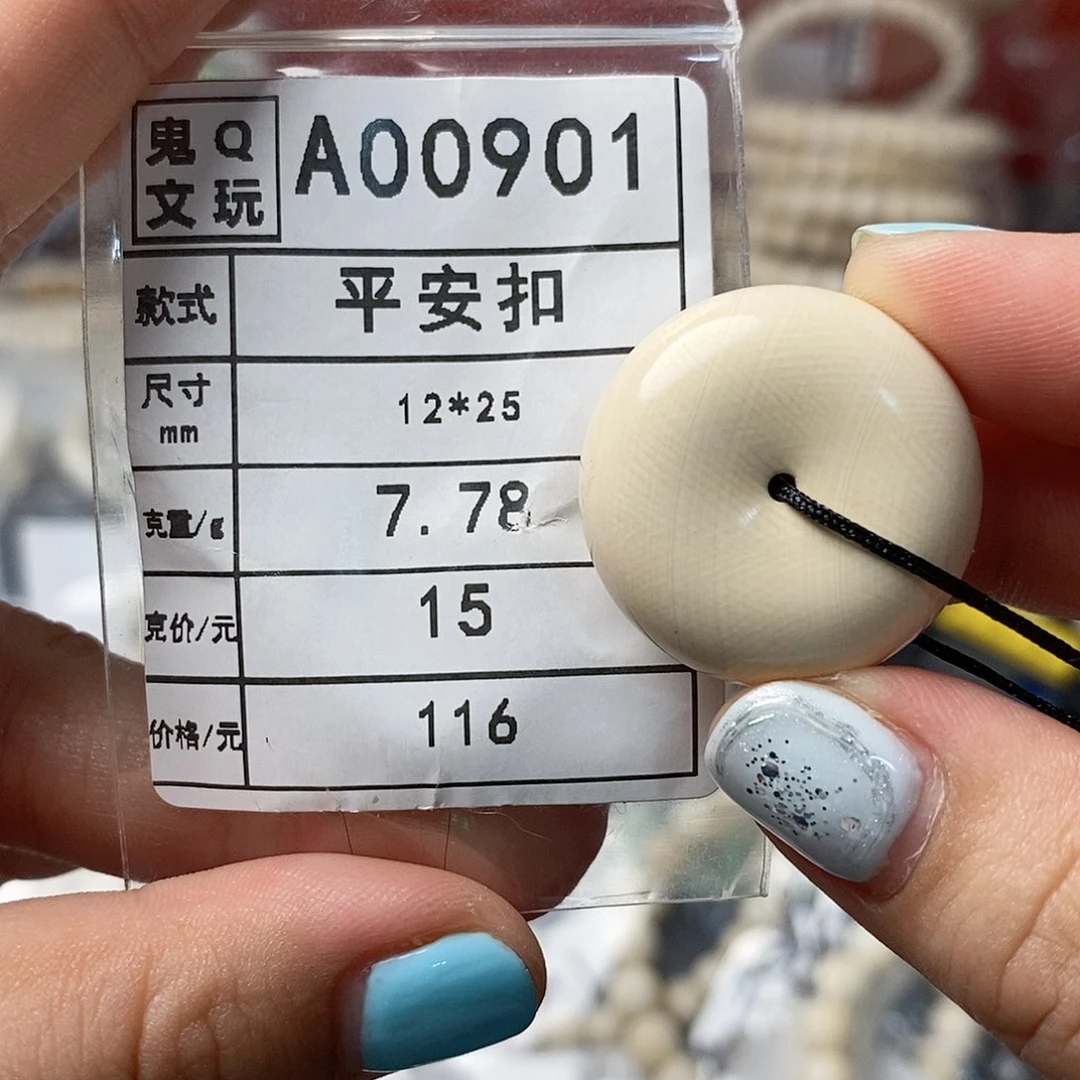 鬼Q
文玩
A00901
款式 平安扣
尺寸
mm
12*25
克重/g 7.78
克价/元 15
价格/元 116